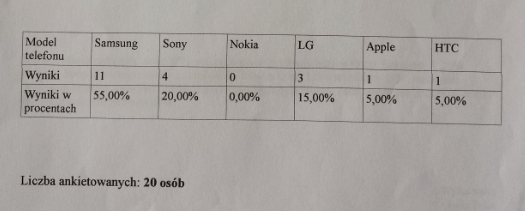 Model telefonu Samsung Sony Nokia LG Apple HTC
Wyniki 11 4 0 3 1 1
Wyniki w procentach 55,00% 20,00% 0,00% 15,00% 5,00% 5,00%
Liczba ankietowanych: 20 osób